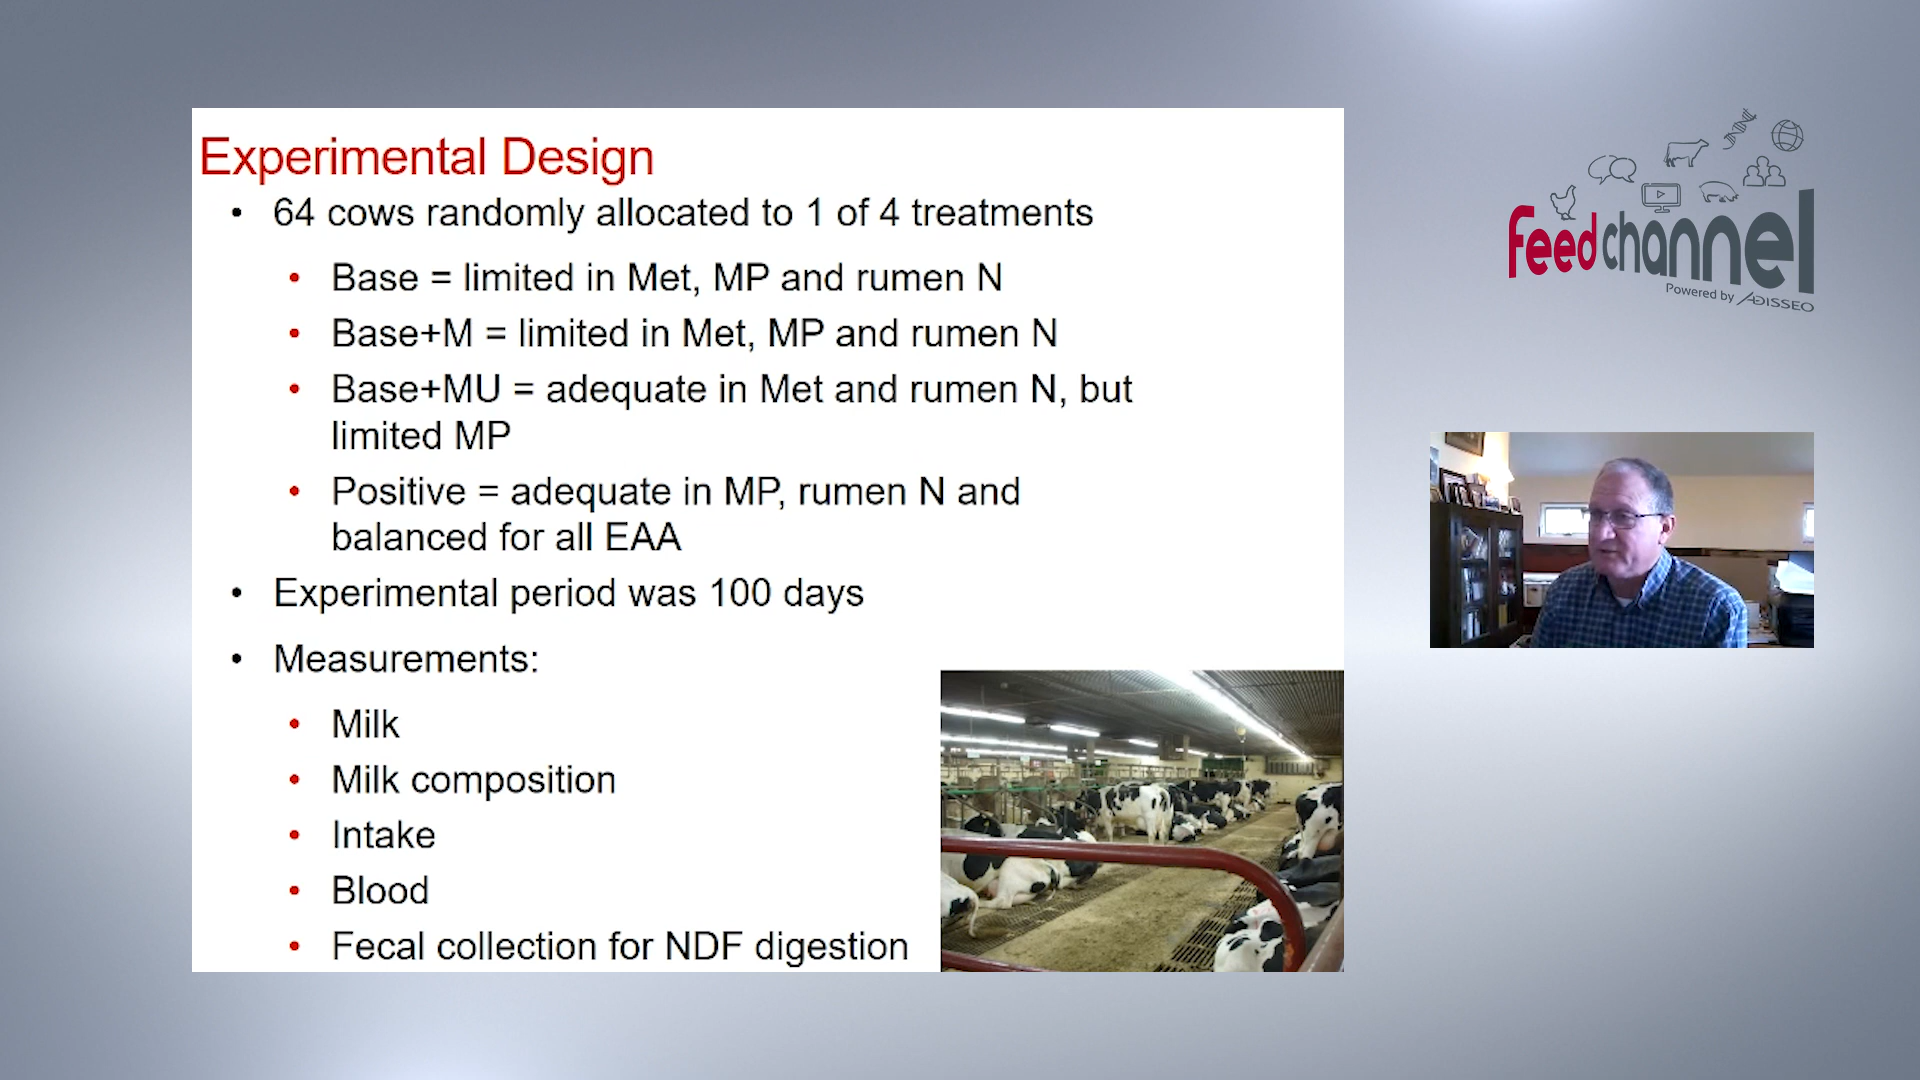 Experimental Design
• 64 cows randomly allocated to 1 of 4 treatments
• Base = limited in Met, MP and rumen N
• Base+M = limited in Met, MP and rumen N
• Base+MU = adequate in Met and rumen N, but
limited MP
• Positive = adequate in MP, rumen N and
balanced for all EAA
• Experimental period was 100 days
• Measurements:
• Milk
• Milk composition
• Intake
• Blood
• Fecal collection for NDF digestion
feedchannel
Powered by ADISSEO